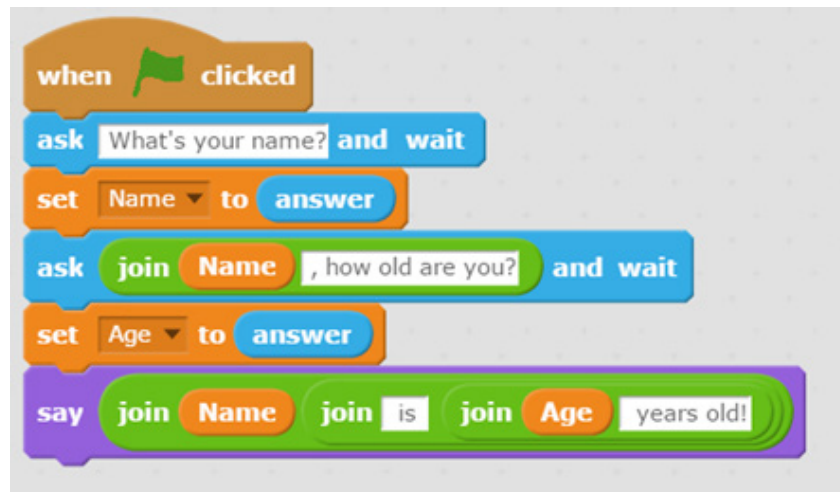 when clicked
ask What's your name? and wait
set Name to answer
ask join Name , how old are you? and wait
set Age to answer
say join Name join is join Age years old!